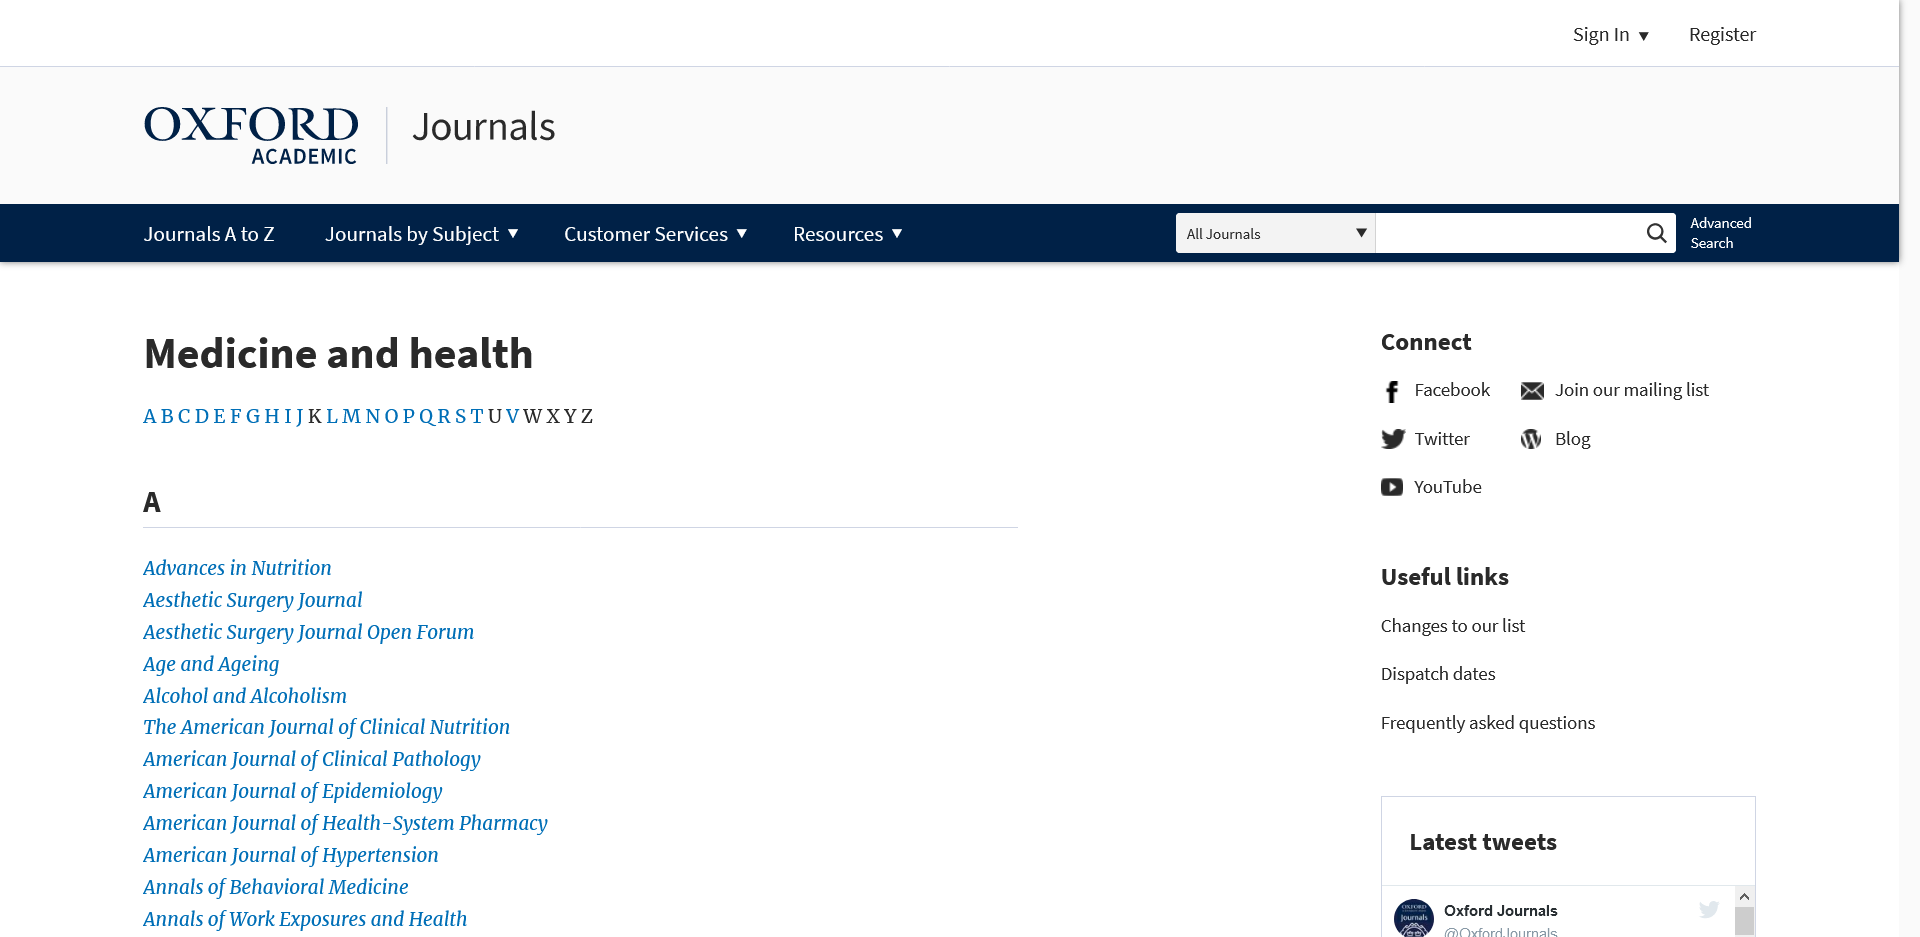 Sign In ▼ Register
OXFORD
ACADEMIC
Journals
Journals A to Z Journals by Subject ▼ Customer Services ▼ Resources ▼
All Journals ▼
Advanced
Search
Medicine and health
A B C D E F G H I J K L M N O P Q R S T U V W X Y Z
A
Advances in Nutrition
Aesthetic Surgery Journal
Aesthetic Surgery Journal Open Forum
Age and Ageing
Alcohol and Alcoholism
The American Journal of Clinical Nutrition
American Journal of Clinical Pathology
American Journal of Epidemiology
American Journal of Health-System Pharmacy
American Journal of Hypertension
Annals of Behavioral Medicine
Annals of Work Exposures and Health
Connect
Facebook Join our mailing list
Twitter Blog
YouTube
Useful links
Changes to our list
Dispatch dates
Frequently asked questions
Latest tweets
OXFORD
Journals
Oxford Journals
@OxfordJournals